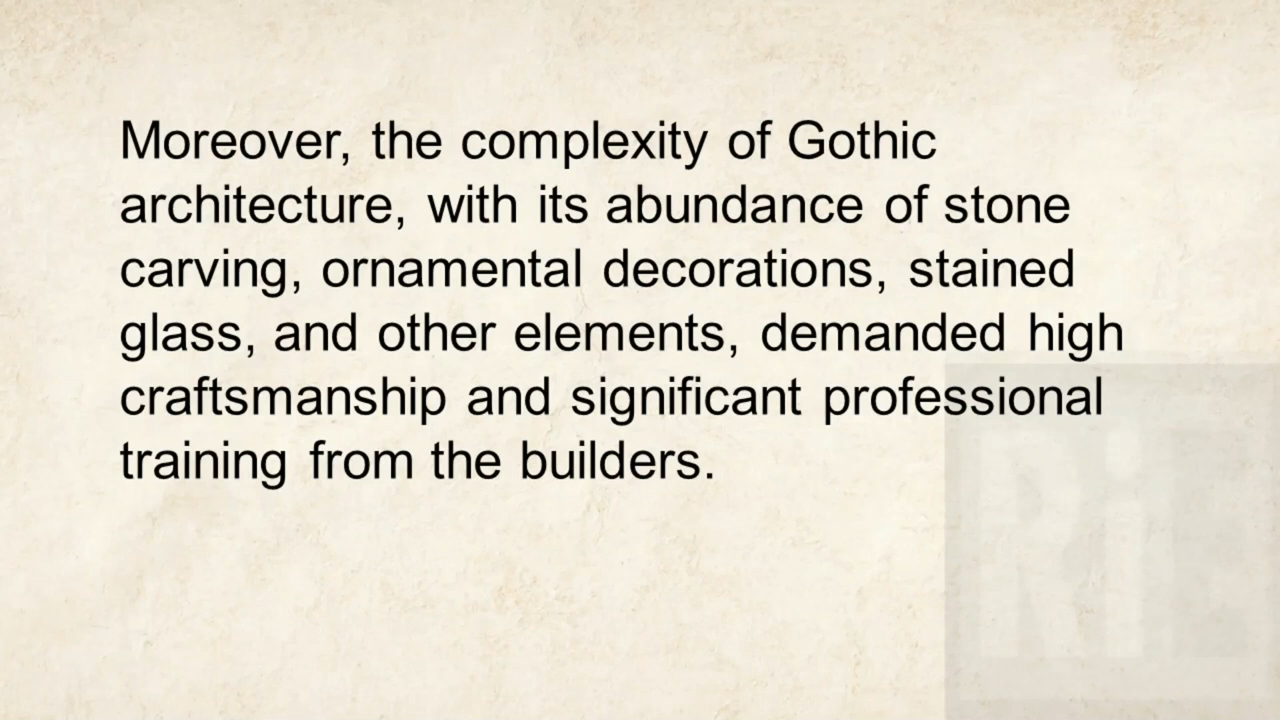 Moreover, the complexity of Gothic
architecture, with its abundance of stone
carving, ornamental decorations, stained
glass, and other elements, demanded high
craftsmanship and significant professional
training from the builders.